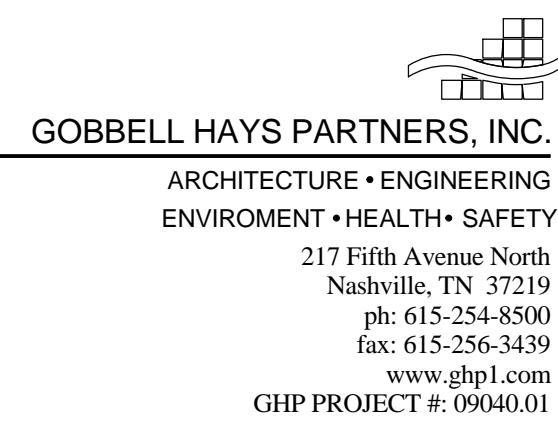 GOBBELL HAYS PARTNERS, INC.
ARCHITECTURE • ENGINEERING
ENVIROMENT • HEALTH • SAFETY
217 Fifth Avenue North
Nashville, TN  37219
ph: 615-254-8500
fax: 615-256-3439
www.ghp1.com
GHP PROJECT #: 09040.01